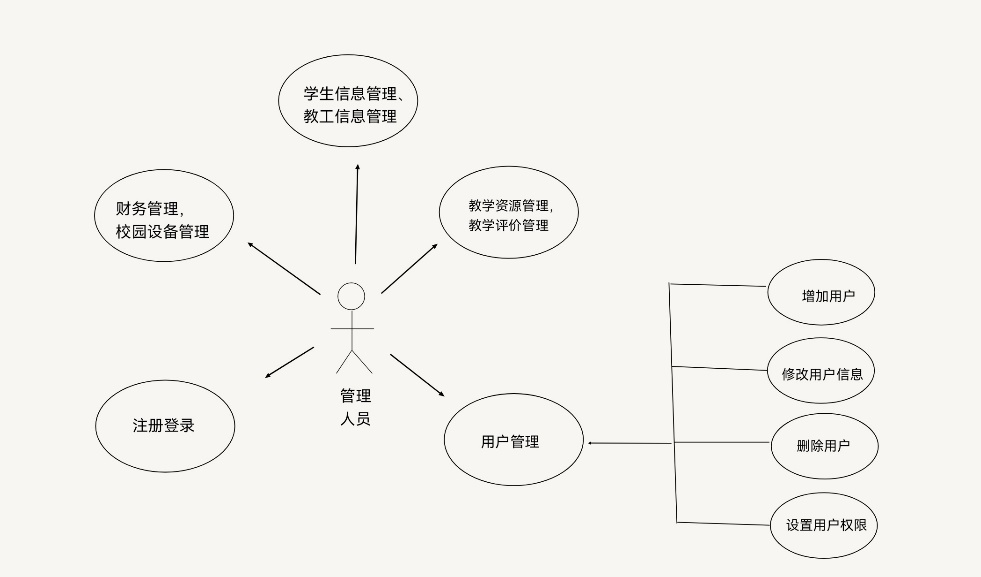 学生信息管理、
教工信息管理
财务管理，
校园设备管理
教学资源管理，
教学评价管理
管理
人员
注册登录
用户管理
增加用户
修改用户信息
删除用户
设置用户权限